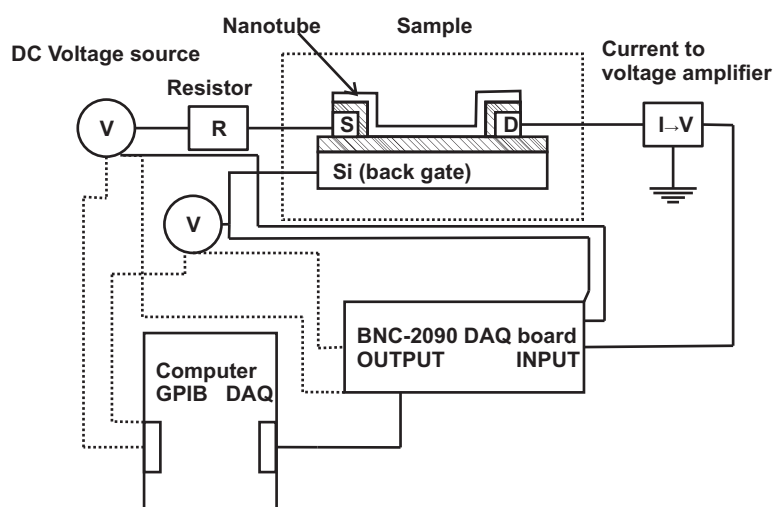 Nanotube
Sample
DC Voltage source
Current to
voltage amplifier
Resistor
V
R
S
D
I→V
Si (back gate)
V
BNC-2090 DAQ board
OUTPUT INPUT
Computer
GPIB DAQ